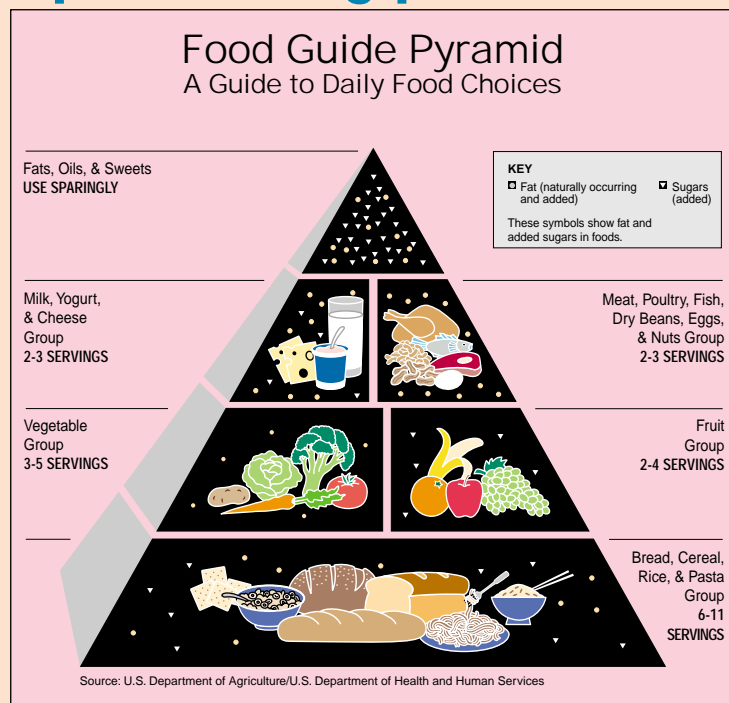 Food Guide Pyramid
A Guide to Daily Food Choices
Fats, Oils, & Sweets
USE SPARINGLY
KEY
Fat (naturally occurring
and added)
Sugars
(added)
These symbols show fat and
added sugars in foods.
Milk, Yogurt,
& Cheese
Group
2-3 SERVINGS
Meat, Poultry, Fish,
Dry Beans, Eggs,
& Nuts Group
2-3 SERVINGS
Vegetable
Group
3-5 SERVINGS
Fruit
Group
2-4 SERVINGS
Bread, Cereal,
Rice, & Pasta
Group
6-11
SERVINGS
Source: U.S. Department of Agriculture/U.S. Department of Health and Human Services